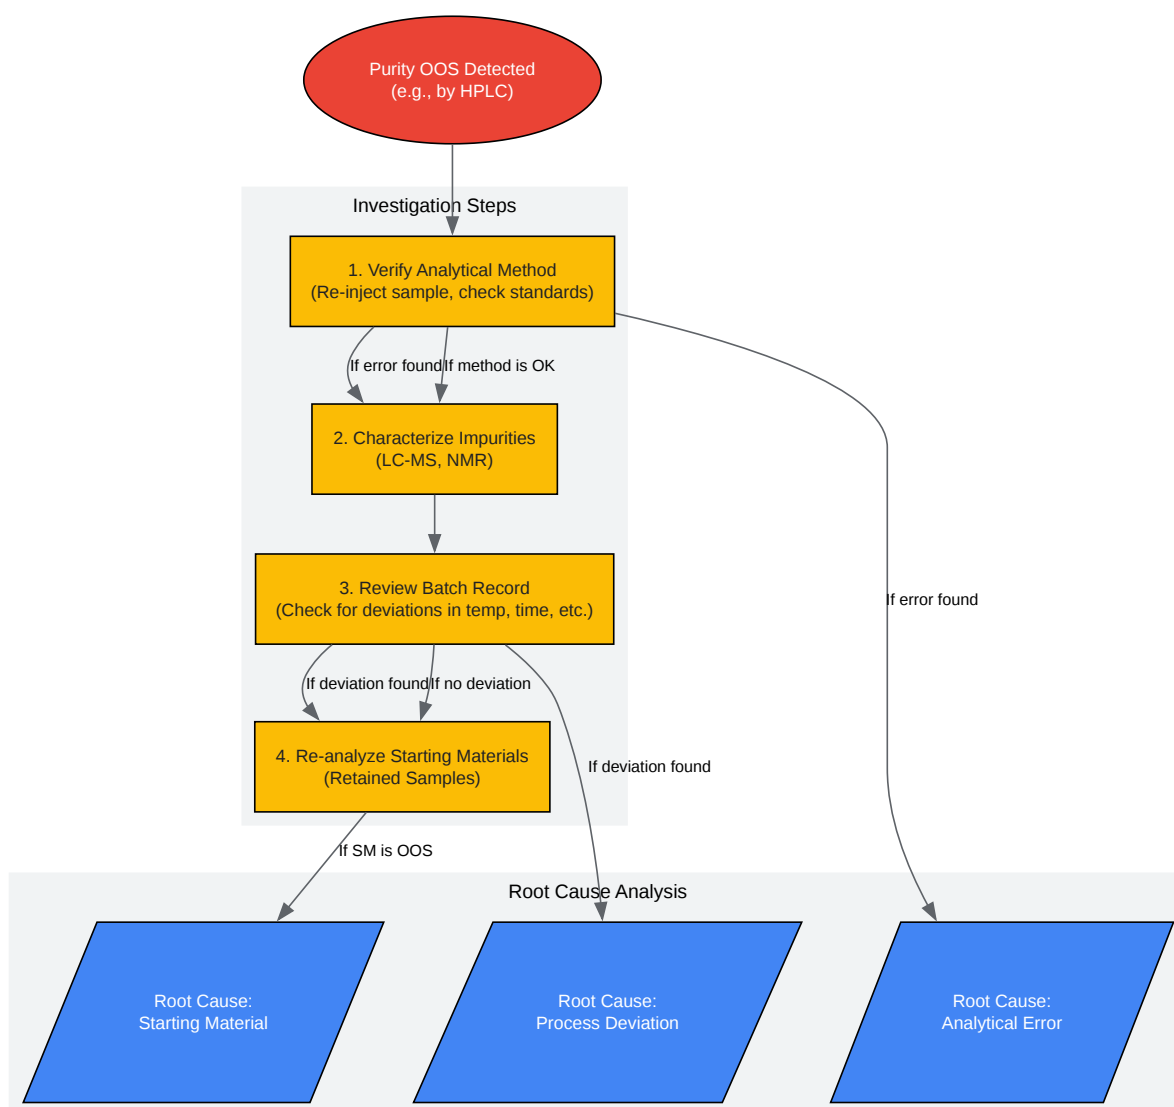 Purity OOS Detected
(e.g., by HPLC)
Investigation Steps
1. Verify Analytical Method
(Re-inject sample, check standards)
If error found
If method is OK
2. Characterize Impurities
(LC-MS, NMR)
3. Review Batch Record
(Check for deviations in temp, time, etc.)
If error found
If deviation found
If no deviation
4. Re-analyze Starting Materials
(Retained Samples)
If deviation found
If SM is OOS
Root Cause Analysis
Root Cause:
Starting Material
Root Cause:
Process Deviation
Root Cause:
Analytical Error